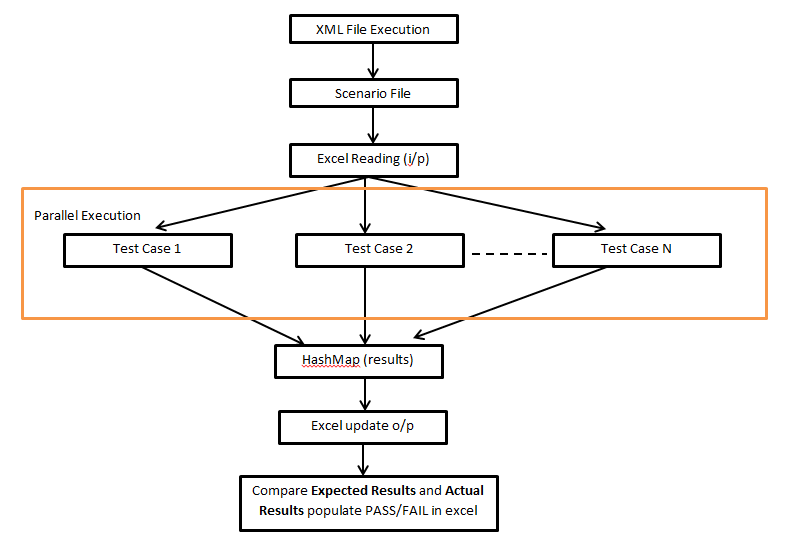 XML File Execution
Scenario File
Excel Reading (i/p)
Parallel Execution
Test Case 1
Test Case 2
Test Case N
HashMap (results)
Excel update o/p
Compare Expected Results and Actual
Results populate PASS/FAIL in excel